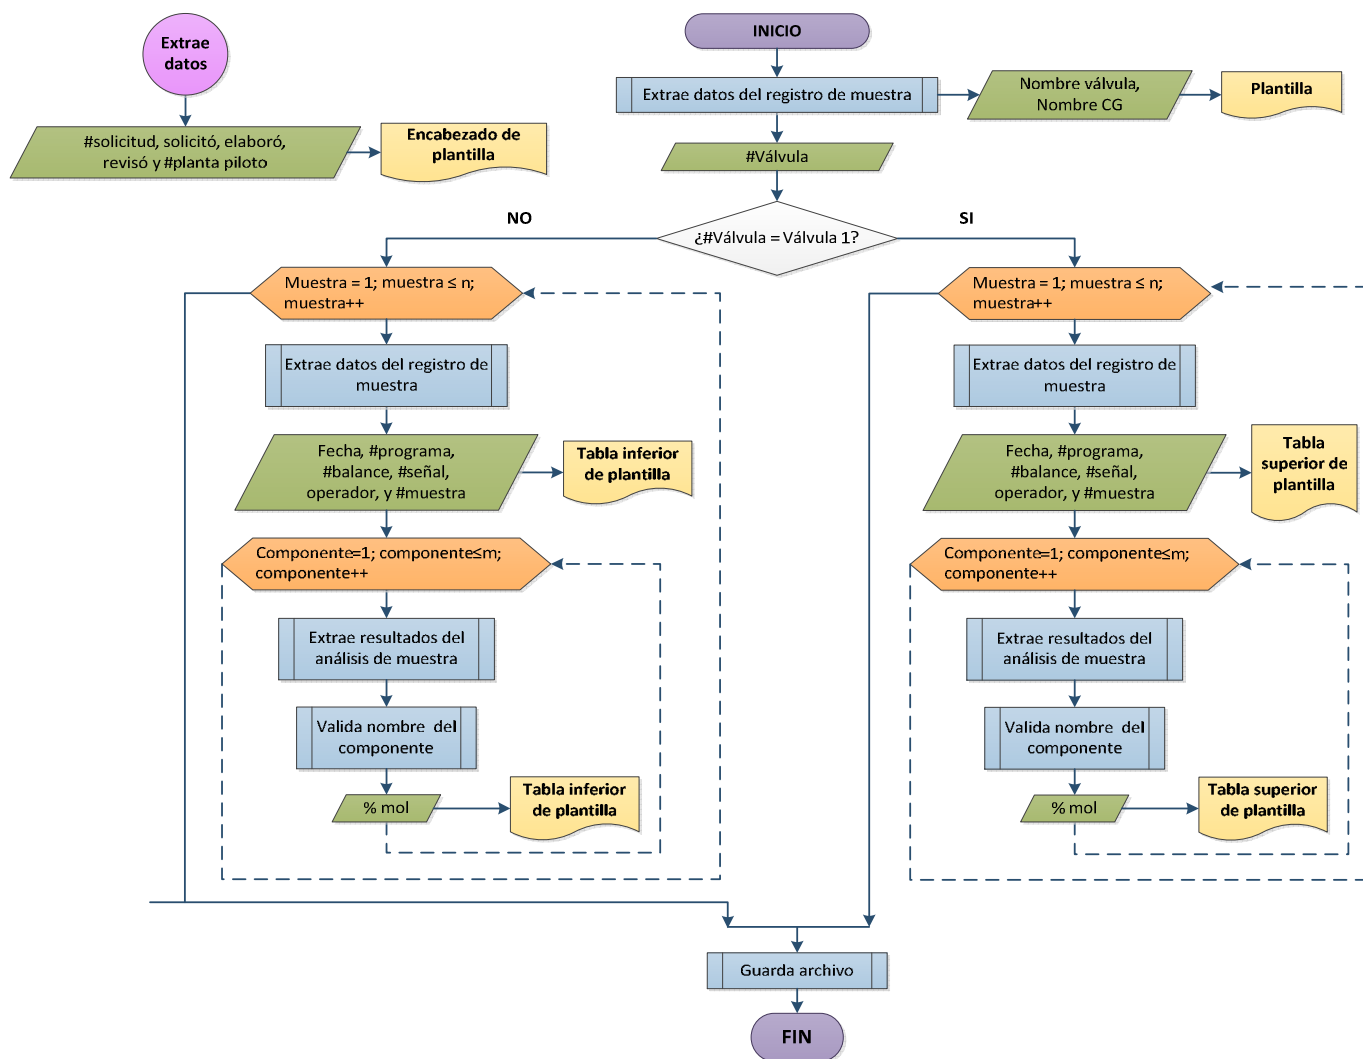 Extrae
datos
#solicitud, solicitó, elaboró,
revisó y #planta piloto
Encabezado de
plantilla
INICIO
Extrae datos del registro de muestra
Nombre válvula,
Nombre CG
Plantilla
#Válvula
¿#Válvula = Válvula 1?
NO
SI
Muestra = 1; muestra ≤ n;
muestra++
Extrae datos del registro de
muestra
Fecha, #programa,
#balance, #señal,
operador, y #muestra
Tabla inferior
de plantilla
Componente=1; componente≤m;
componente++
Extrae resultados del
análisis de muestra
Valida nombre del
componente
% mol
Tabla inferior
de plantilla
Muestra = 1; muestra ≤ n;
muestra++
Extrae datos del registro de
muestra
Fecha, #programa,
#balance, #señal,
operador, y #muestra
Tabla
superior de
plantilla
Componente=1; componente≤m;
componente++
Extrae resultados del
análisis de muestra
Valida nombre del
componente
% mol
Tabla superior
de plantilla
Guarda archivo
FIN